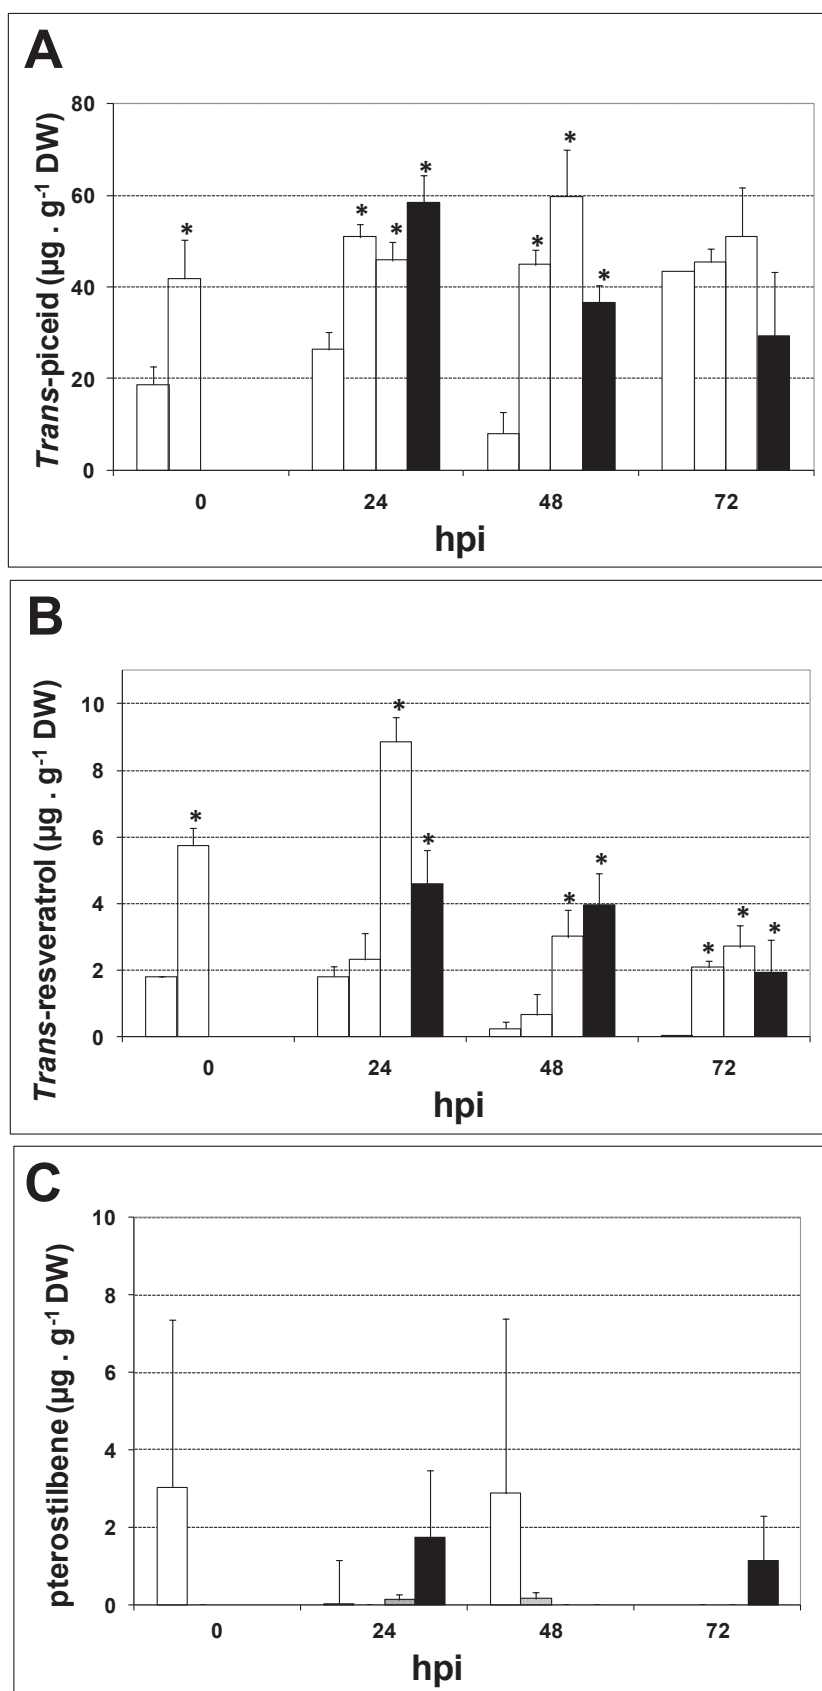 A
Trans-piceid (µg . g-1 DW)
80
60
40
20
0
* * * * * * *
0 24 48 72
hpi
B
Trans-resveratrol (µg . g-1 DW)
10
8
6
4
2
0
* * * * * * * *
0 24 48 72
hpi
C
pterostilbene (µg . g-1 DW)
10
8
6
4
2
0
0 24 48 72
hpi